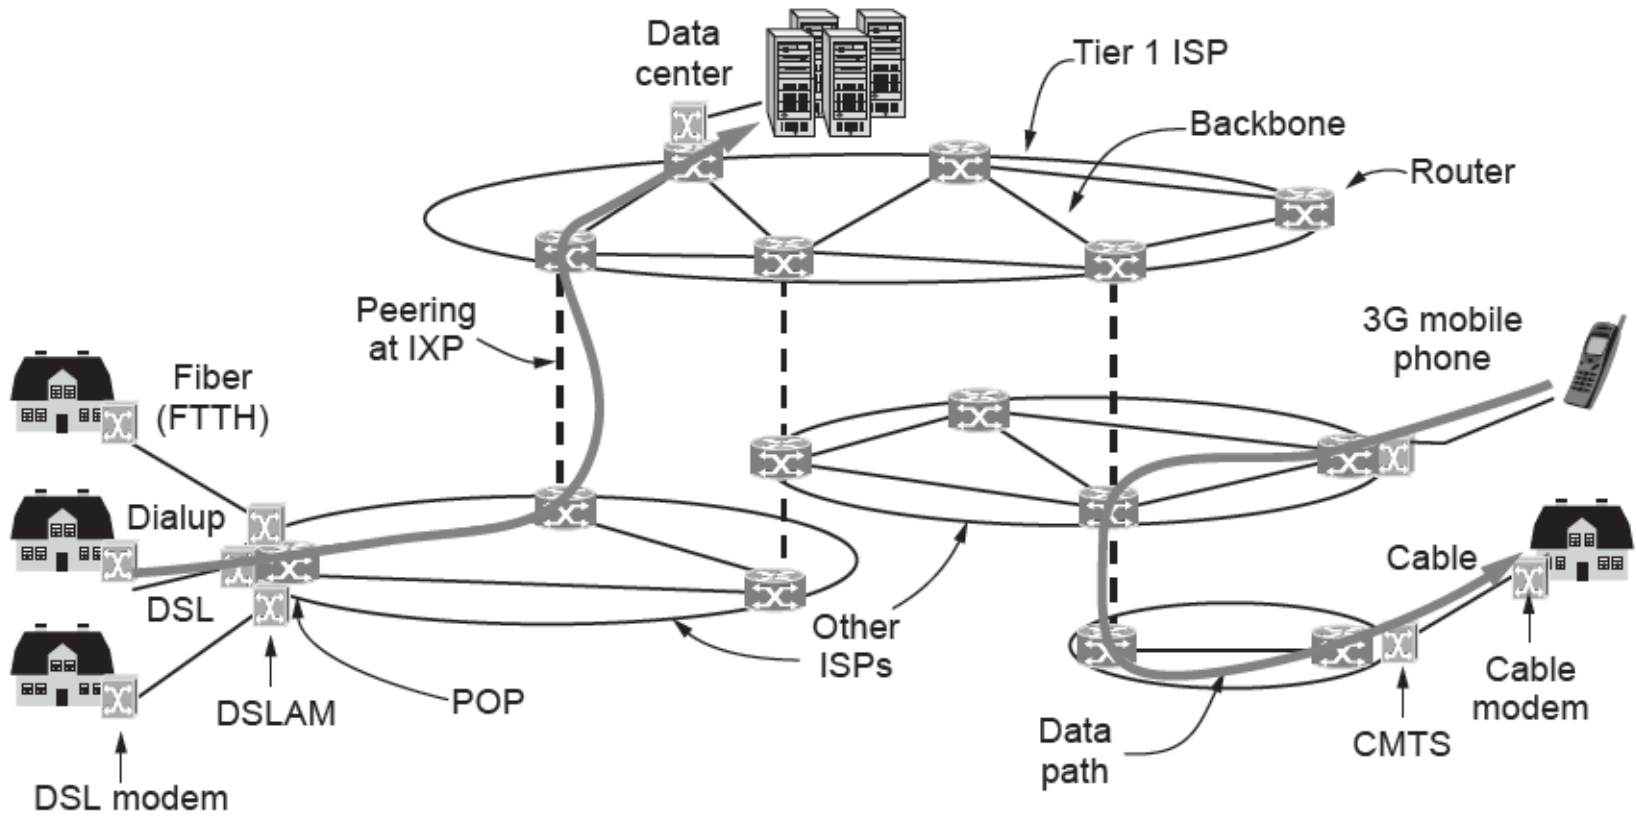 Data
center
Tier 1 ISP
Backbone
Router
Peering
at IXP
3G mobile
phone
Fiber
(FTTH)
Dialup
DSL
Cable
Other
ISPs
POP
DSLAM
DSL modem
Data
path
CMTS
Cable
modem